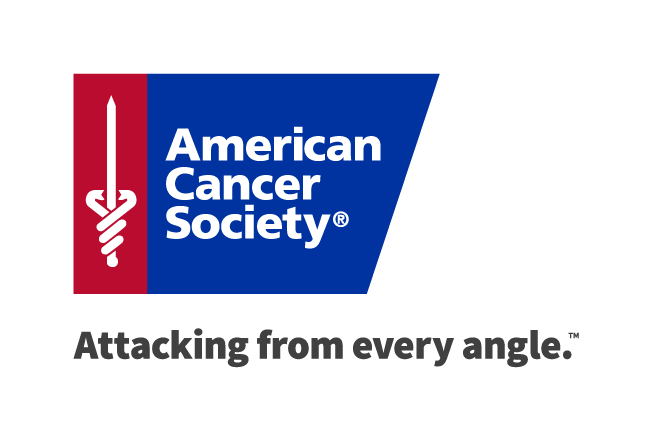 American
Cancer
Society®
Attacking from every angle.™